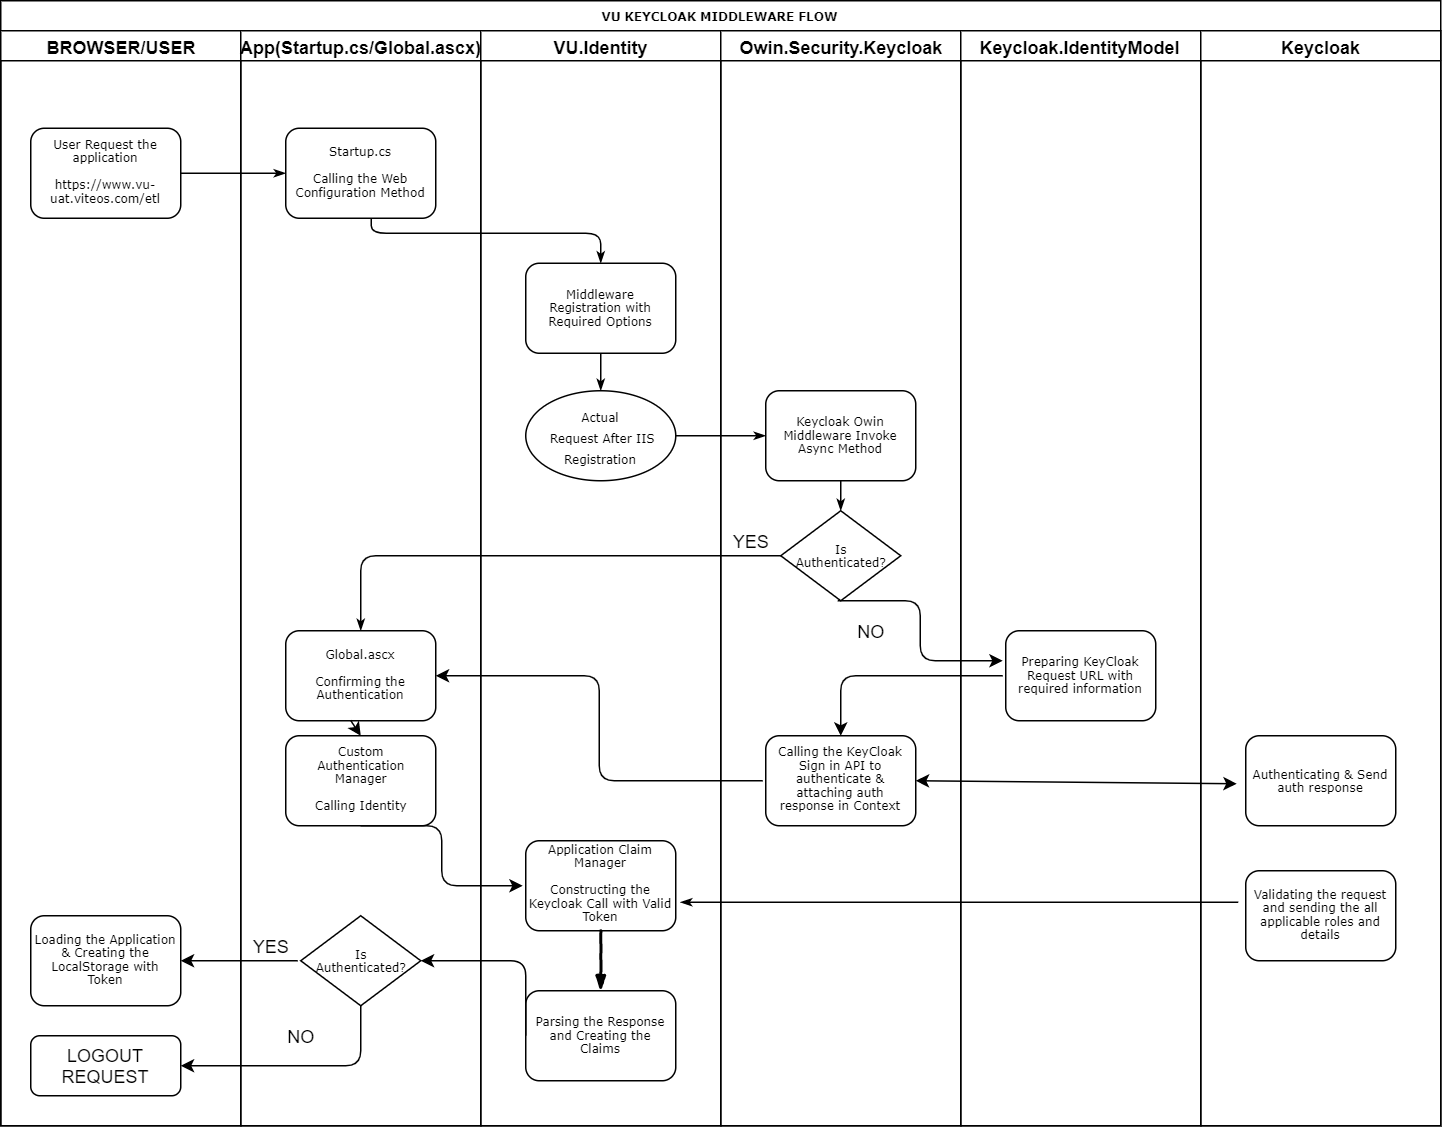 VU KEYCLOAK MIDDLEWARE FLOW
BROWSER/USER
App(Startup.cs/Global.ascx)
VU.Identity
Owin.Security.Keycloak
Keycloak.IdentityModel
Keycloak
User Request the
application
https://www.vu-
uat.viteos.com/etl
Startup.cs
Calling the Web
Configuration Method
Middleware
Registration with
Required Options
Actual
Request After IIS
Registration
Keycloak Owin
Middleware Invoke
Async Method
YES
Is
Authenticated?
NO
Global.ascx
Confirming the
Authentication
Preparing KeyCloak
Request URL with
required information
Custom
Authentication
Manager
Calling Identity
Calling the KeyCloak
Sign in API to
authenticate &
attaching auth
response in Context
Authenticating & Send
auth response
Application Claim
Manager
Constructing the
Keycloak Call with Valid
Token
Validating the request
and sending the all
applicable roles and
details
Loading the Application
& Creating the
LocalStorage with
Token
YES
Is
Authenticated?
NO
Parsing the Response
and Creating the
Claims
LOGOUT
REQUEST